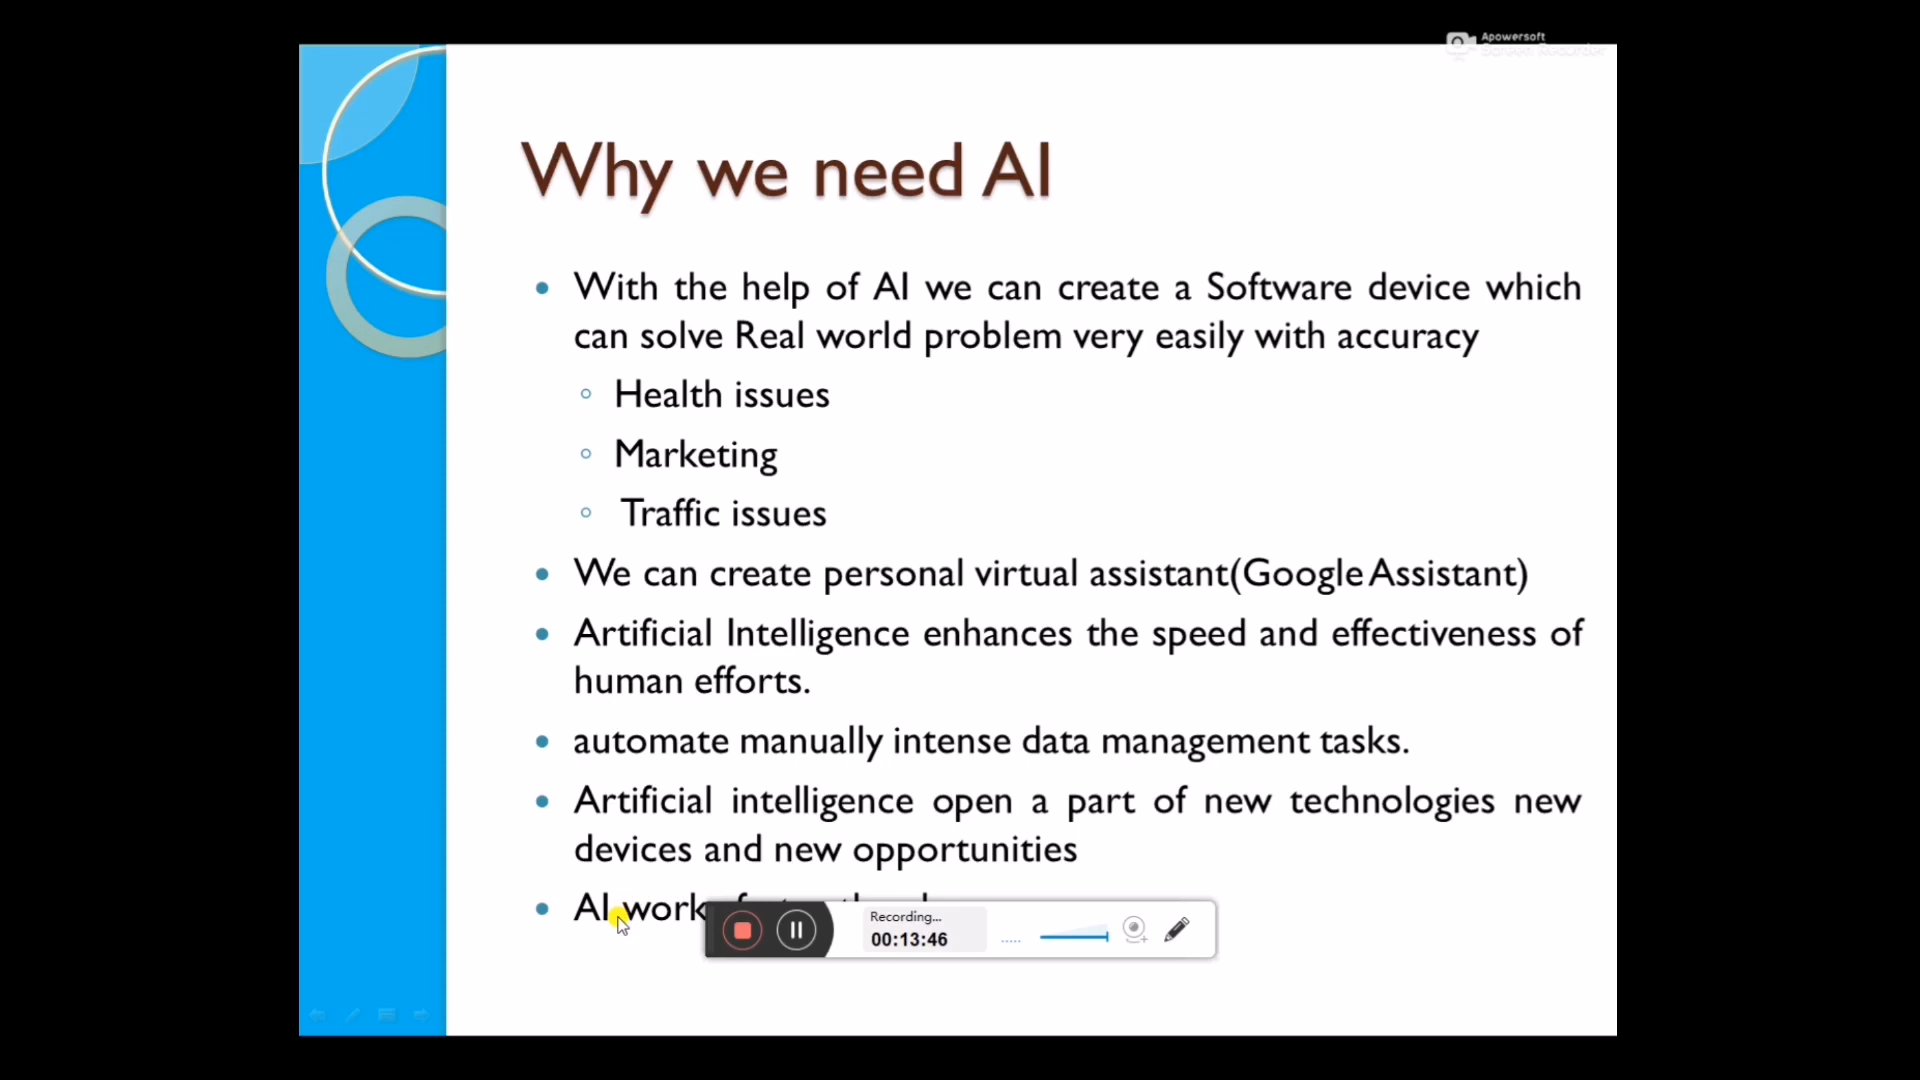 Apowersoft
Screen Recorder
Why we need AI
With the help of AI we can create a Software device which
can solve Real world problem very easily with accuracy
Health issues
Marketing
Traffic issues
We can create personal virtual assistant(Google Assistant)
Artificial Intelligence enhances the speed and effectiveness of
human efforts.
automate manually intense data management tasks.
Artificial intelligence open a part of new technologies new
devices and new opportunities
AI work
Recording...
00:13:46